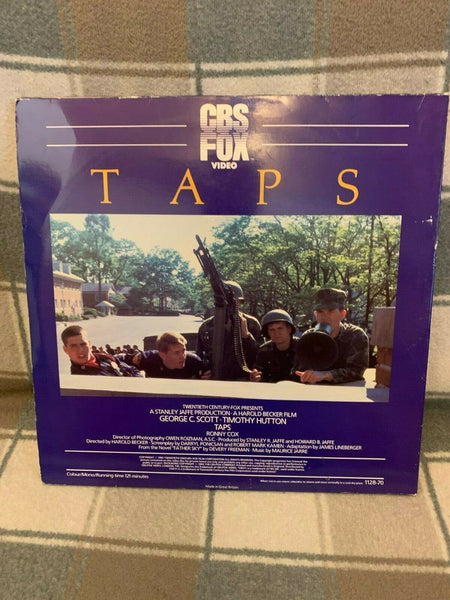 CBS
FOX
VIDEO
TAPS
TWENTIETH CENTURY-FOX PRESENTS
A STANLEY JAFFE PRODUCTION · A HAROLD BECKER FILM
GEORGE C. SCOTT · TIMOTHY HUTTON
TAPS
RONNY COX
Director of Photography OWEN ROIZMAN, A.S.C. · Produced by STANLEY R. JAFFE and HOWARD B. JAFFE
Directed by HAROLD BECKER · Screenplay by DARRYL PONICSAN and ROBERT MARK KAMEN · Adaptation by JAMES LINEBERGER
From the Novel "FATHER SKY" by DEVERY FREEMAN · Music by MAURICE JARRE
Colour/Mono/Running time 121 minutes
1128-70
Made in Great Britain